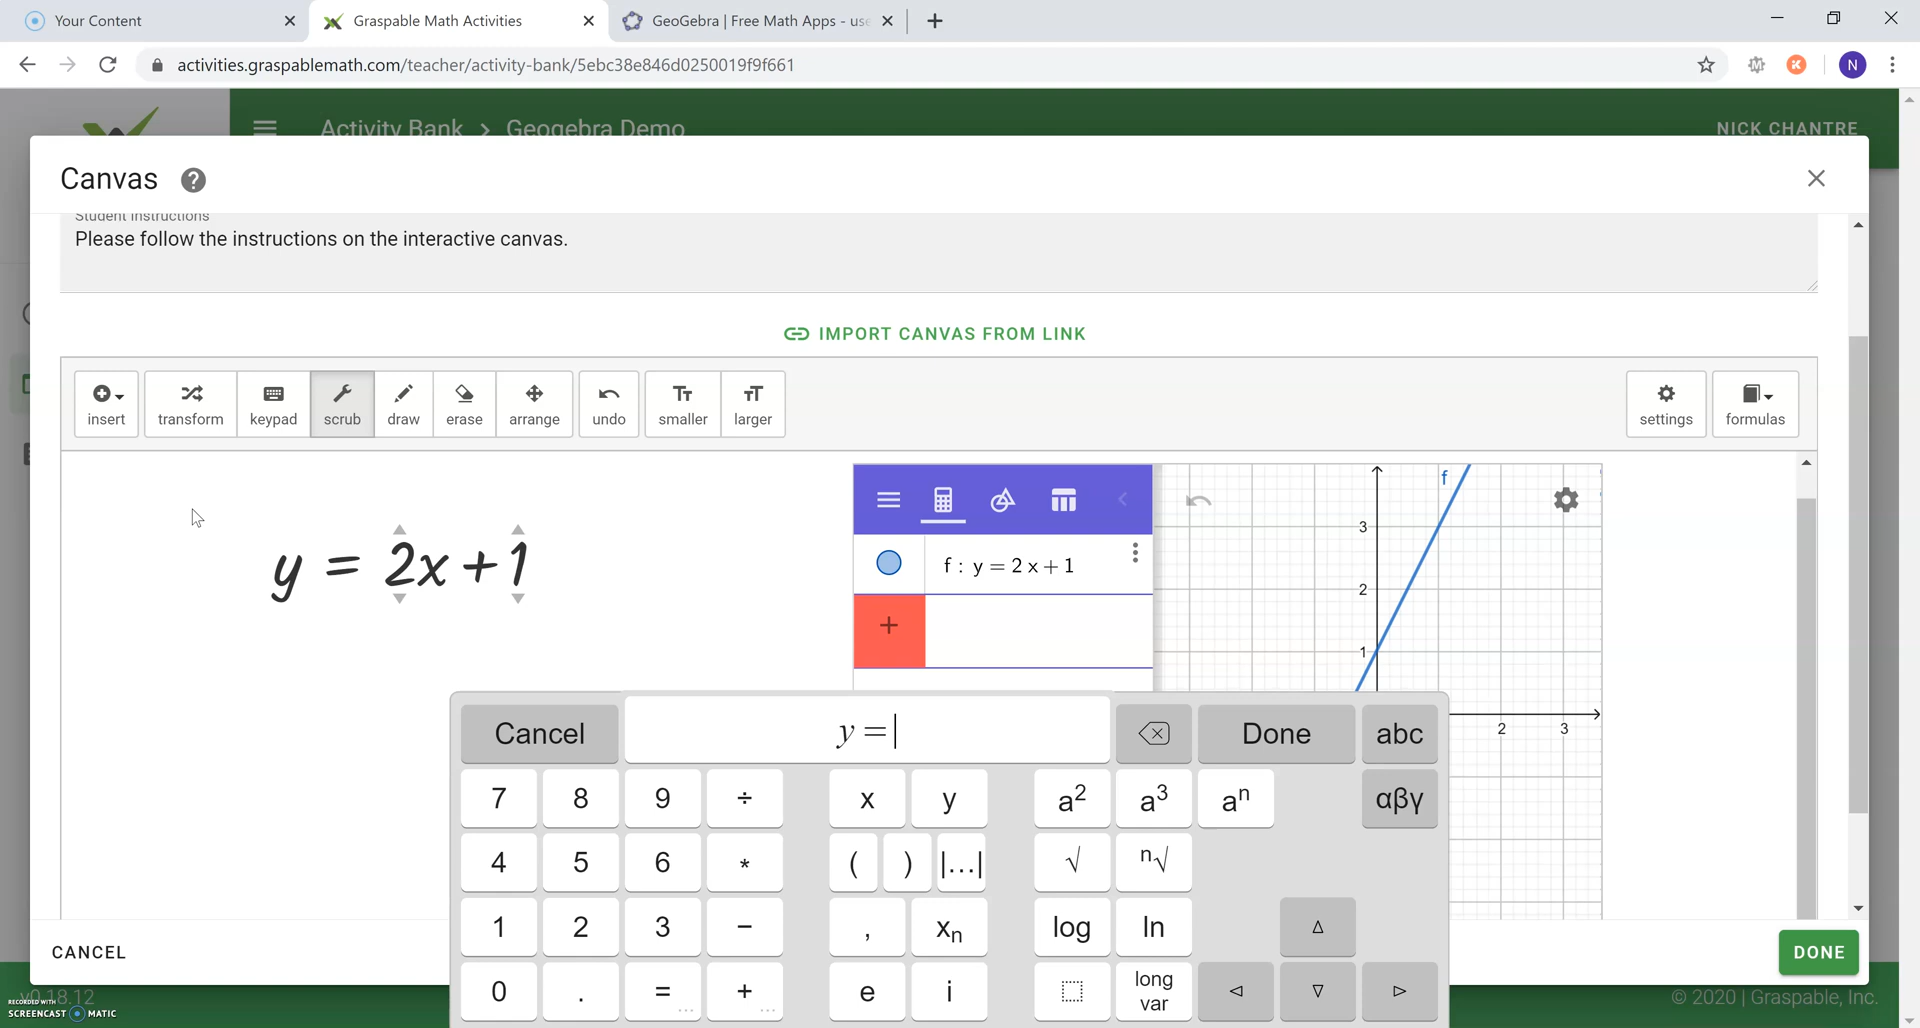 Your Content
Graspable Math Activities
GeoGebra | Free Math Apps - use
activities.graspablemath.com/teacher/activity-bank/5ebc38e846d0250019f9f661
N
Activity Bank > Geogebra Demo
NICK CHANTRE
Canvas ?
Student Instructions
Please follow the instructions on the interactive canvas.
IMPORT CANVAS FROM LINK
insert transform keypad scrub draw erase arrange undo smaller larger settings formulas
y = 2x+1
f : y = 2 x + 1
+
f
3
2
1
2 3
Cancel y = Done abc
7 8 9 ÷ x y a² a³ aⁿ αβγ
4 5 6 * ( ) |...| √ ⁿ√
1 2 3 − , xₙ log ln
0 . = ... + ... e i long var
CANCEL
DONE
v0.18.12
RECORDED WITH
SCREENCAST MATIC
© 2020 | Graspable, Inc.